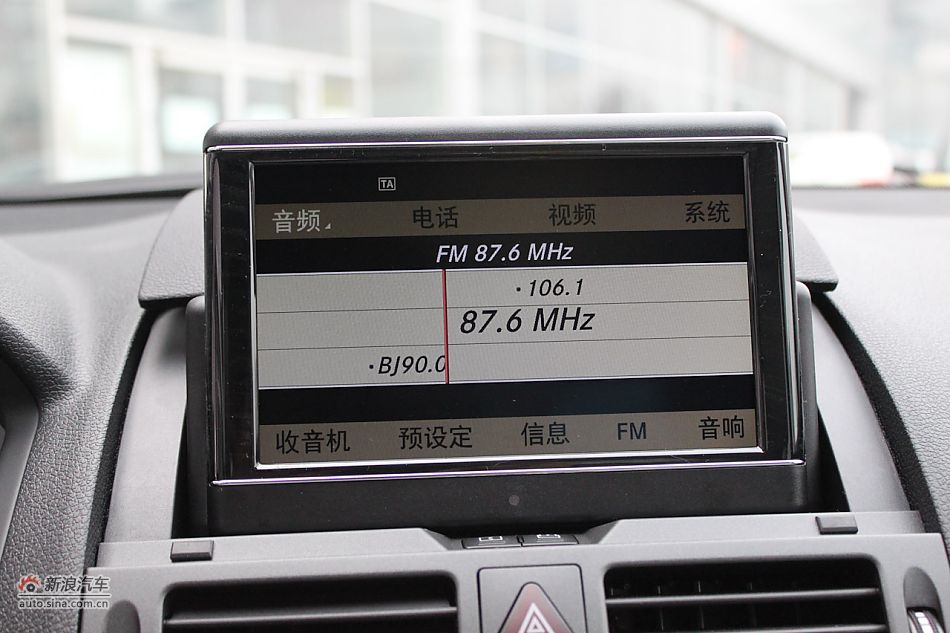 TA
音频 电话 视频 系统
FM 87.6 MHz
·106.1
87.6 MHz
·BJ90.0
收音机 预设定 信息 FM 音响
新浪汽车
auto.sina.com.cn